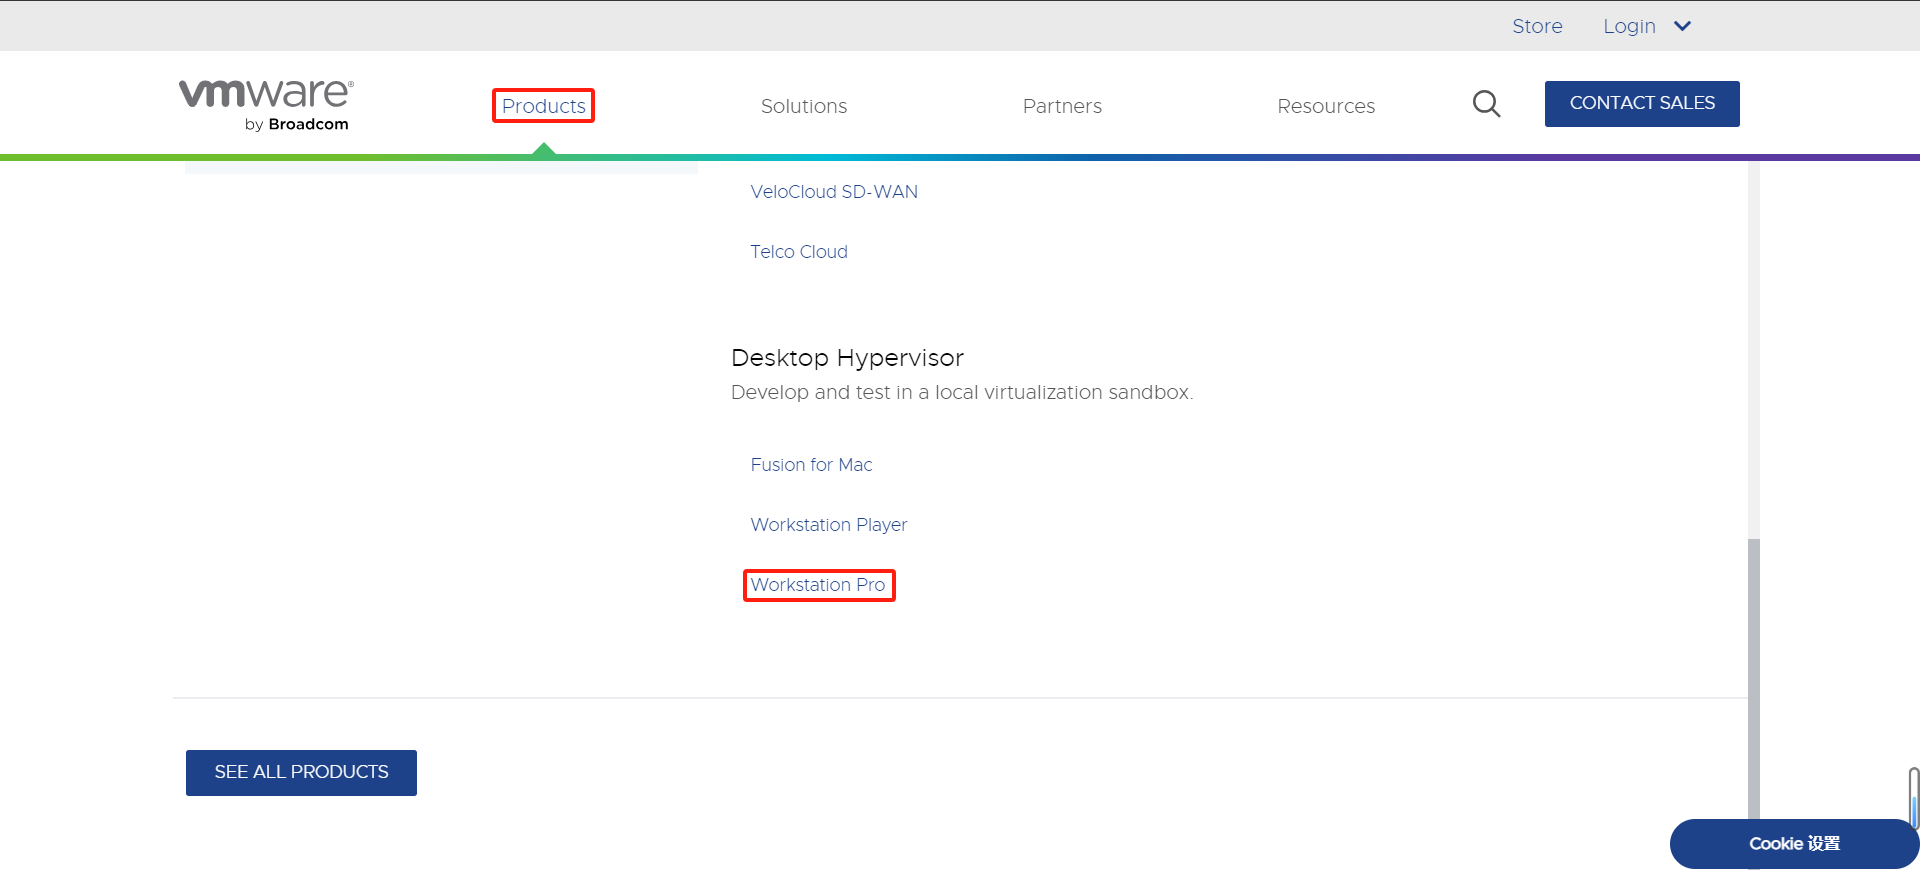 Store Login
vmware®
by Broadcom
Products Solutions Partners Resources CONTACT SALES
VeloCloud SD-WAN
Telco Cloud
Desktop Hypervisor
Develop and test in a local virtualization sandbox.
Fusion for Mac
Workstation Player
Workstation Pro
SEE ALL PRODUCTS
Cookie 设置